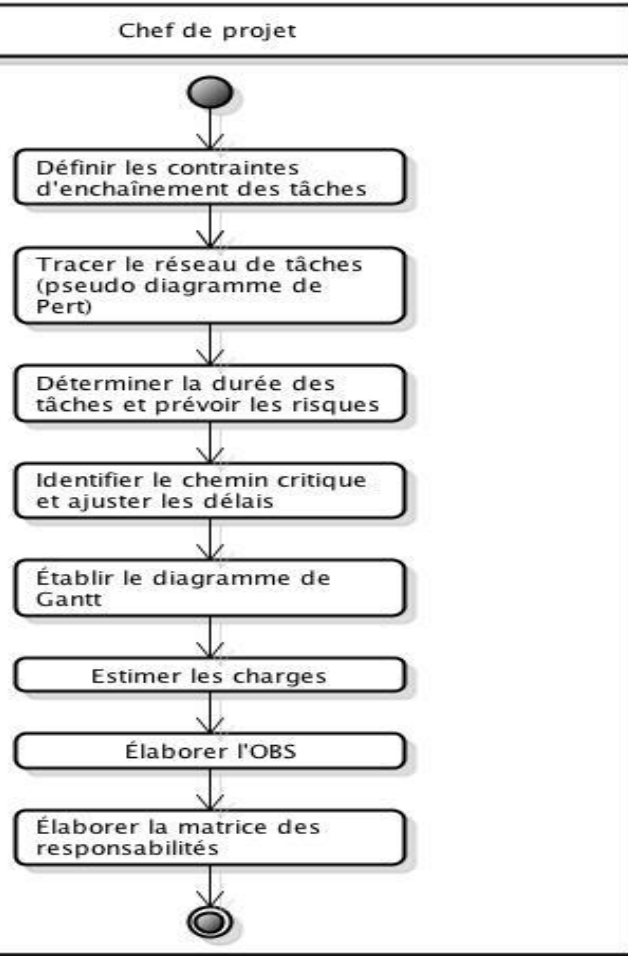 Chef de projet
Définir les contraintes
d'enchaînement des tâches
Tracer le réseau de tâches
(pseudo diagramme de
Pert)
Déterminer la durée des
tâches et prévoir les risques
Identifier le chemin critique
et ajuster les délais
Établir le diagramme de
Gantt
Estimer les charges
Élaborer l'OBS
Élaborer la matrice des
responsabilités